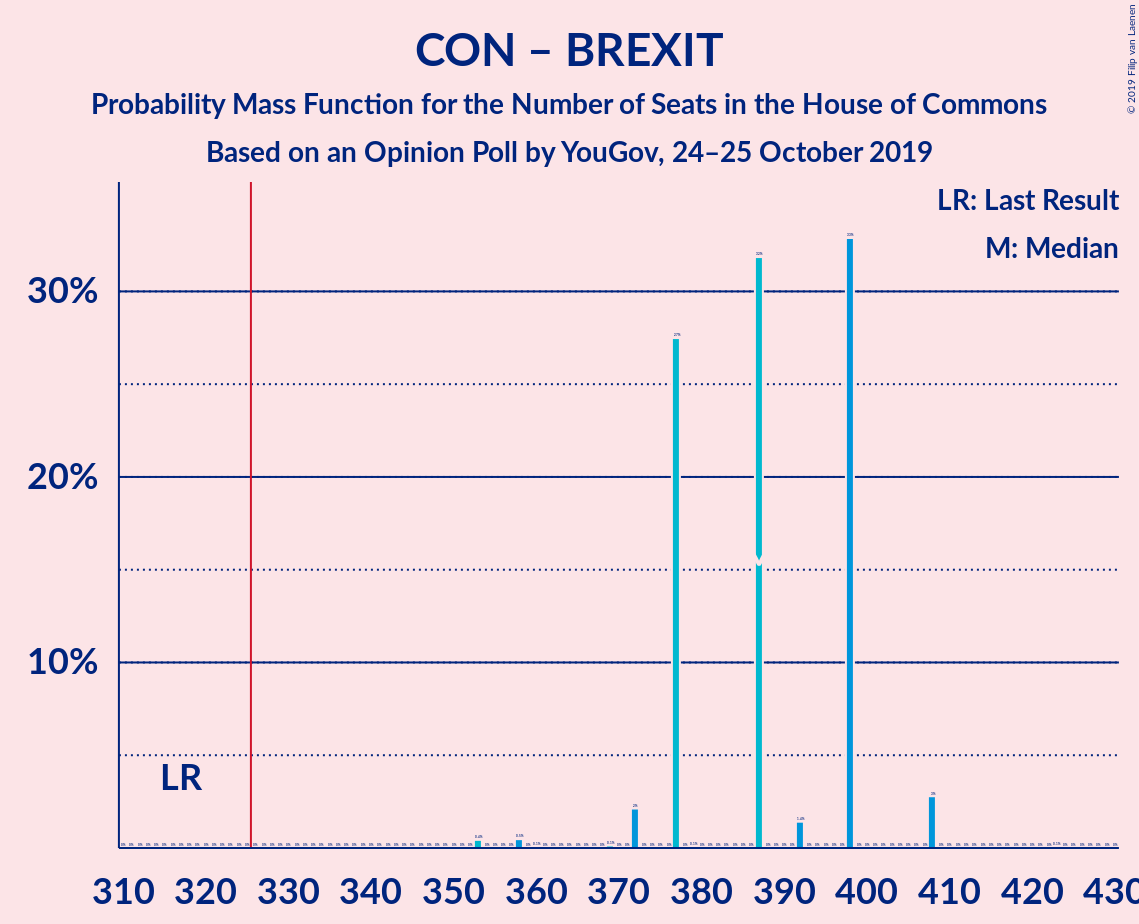 © 2019 Filip van Laenen
CON – BREXIT
Probability Mass Function for the Number of Seats in the House of Commons
Based on an Opinion Poll by YouGov, 24–25 October 2019
LR: Last Result
M: Median
30%
20%
10%
LR
310 320 330 340 350 360 370 380 390 400 410 420 430